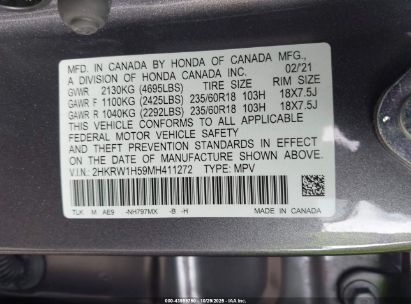 MFD. IN CANADA BY HONDA OF CANADA MFG.,
A DIVISION OF HONDA CANADA INC. 02/'21
GVWR 2130KG (4695LBS) TIRE SIZE RIM SIZE
GAWR F 1100KG (2425LBS) 235/60R18 103H 18X7.5J
GAWR R 1040KG (2292LBS) 235/60R18 103H 18X7.5J
THIS VEHICLE CONFORMS TO ALL APPLICABLE
FEDERAL MOTOR VEHICLE SAFETY
AND THEFT PREVENTION STANDARDS IN EFFECT
ON THE DATE OF MANUFACTURE SHOWN ABOVE.
V.I.N: 2HKRW1H59MH411272 TYPE: MPV
TLK M AE9 -NH797MX -B -H
MADE IN CANADA